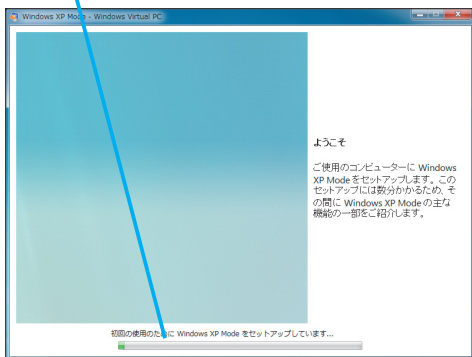 Windows XP Mode - Windows Virtual PC
ようこそ
ご使用のコンピューターに Windows
XP Mode をセットアップします。この
セットアップには数分かかるため、そ
の間に Windows XP Mode の主な
機能の一部をご紹介します。
初回の使用のために Windows XP Mode をセットアップしています...